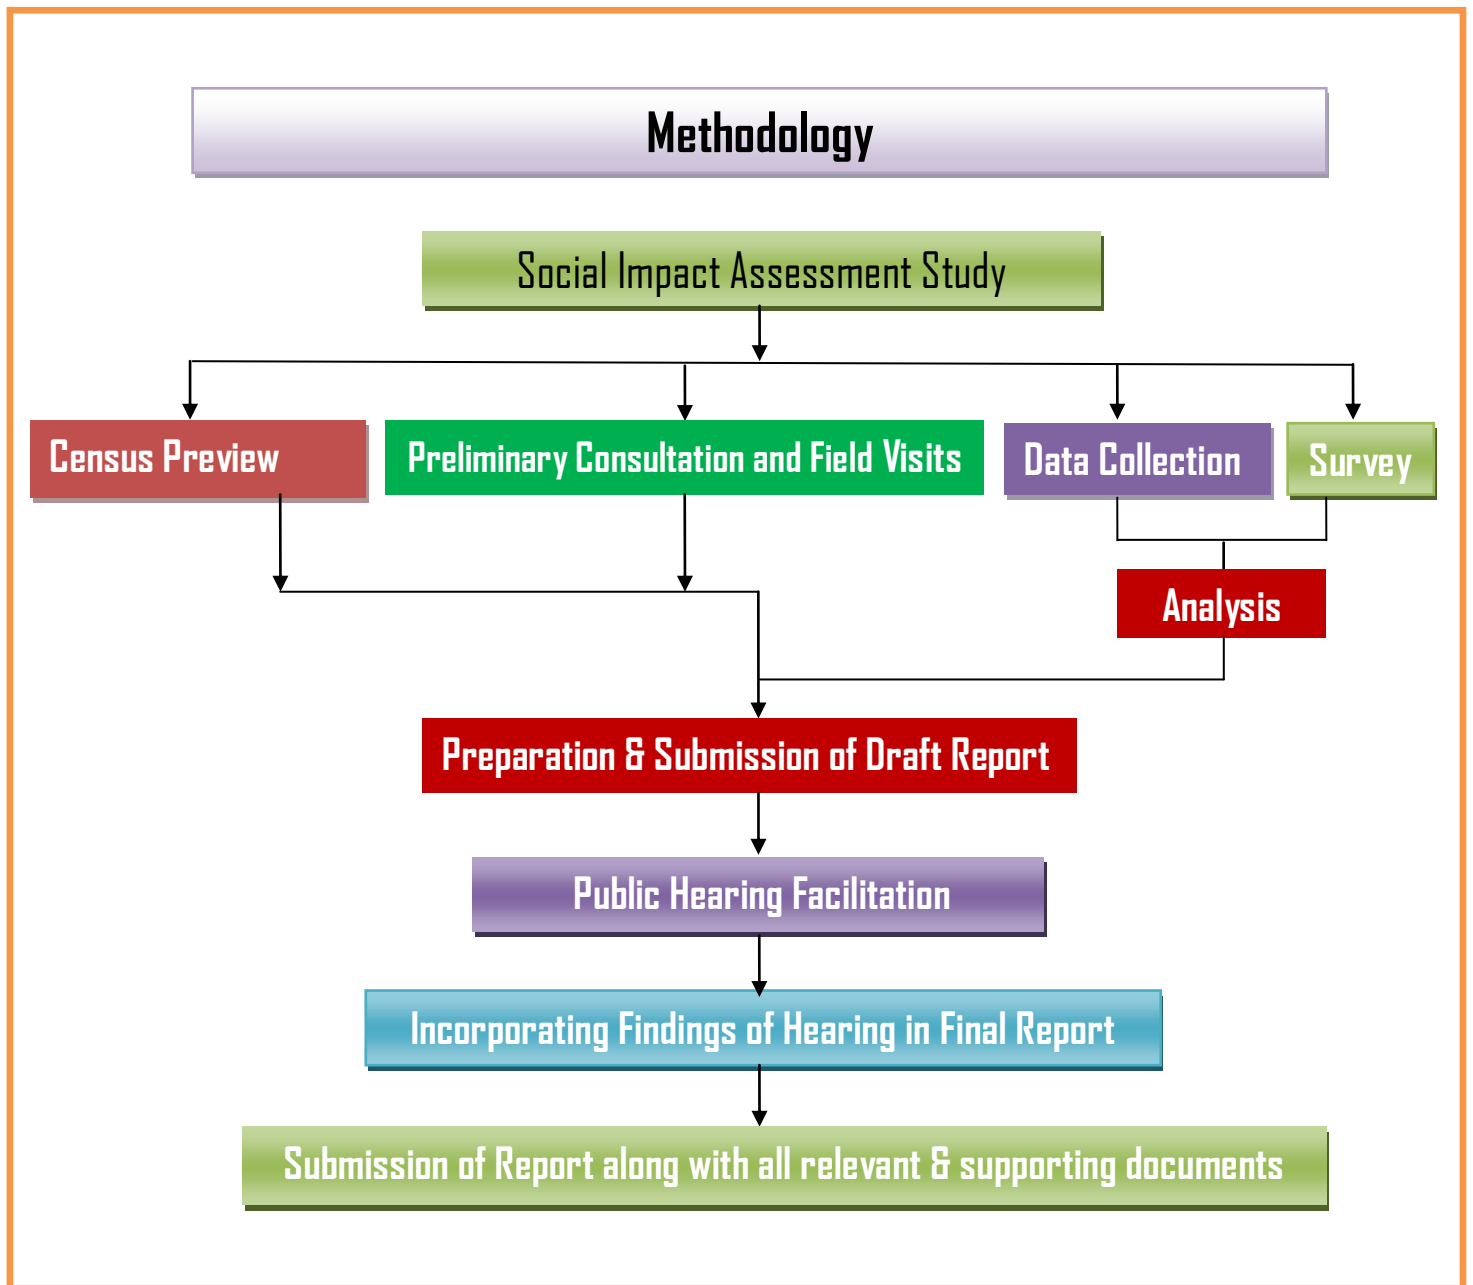 Methodology
Social Impact Assessment Study
Census Preview
Preliminary Consultation and Field Visits
Data Collection
Survey
Analysis
Preparation & Submission of Draft Report
Public Hearing Facilitation
Incorporating Findings of Hearing in Final Report
Submission of Report along with all relevant & supporting documents